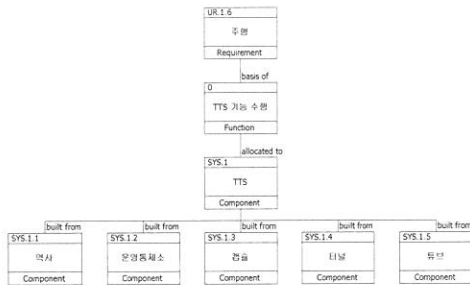 UR.1.6
주행
Requirement
basis of
0
TTS 기능 수행
Function
allocated to
SYS.1
TTS
Component
built from built from built from built from built from
SYS.1.1 SYS.1.2 SYS.1.3 SYS.1.4 SYS.1.5
역사 운영통제소 캡슐 터널 튜브
Component Component Component Component Component